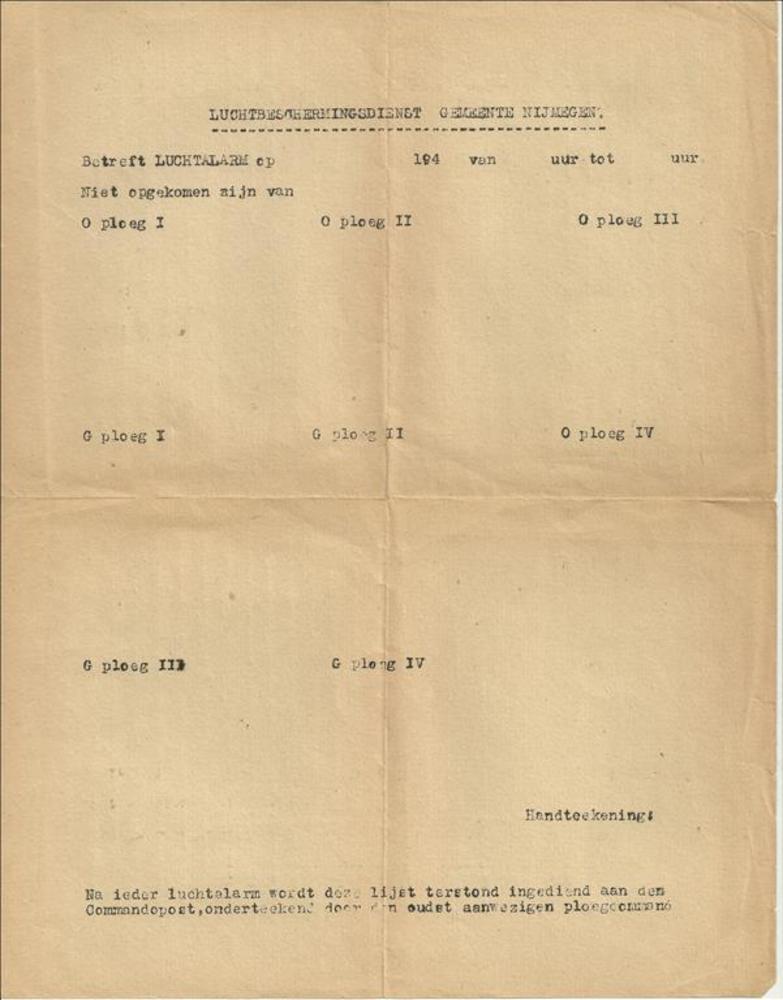 LUCHTBESCHERMINGSDIENST GEMEENTE NIJMEGEN.
Betreft LUCHTALARM op 194 van uur tot uur.
Niet opgekomen zijn van
O ploeg I O ploeg II O ploeg III
G ploeg I G ploeg II O ploeg IV
G ploeg III G ploeg IV
Handteekening:
Na ieder luchtalarm wordt deze lijst terstond ingediend aan den
Commandopost,onderteekend door den oudst aanwezigen